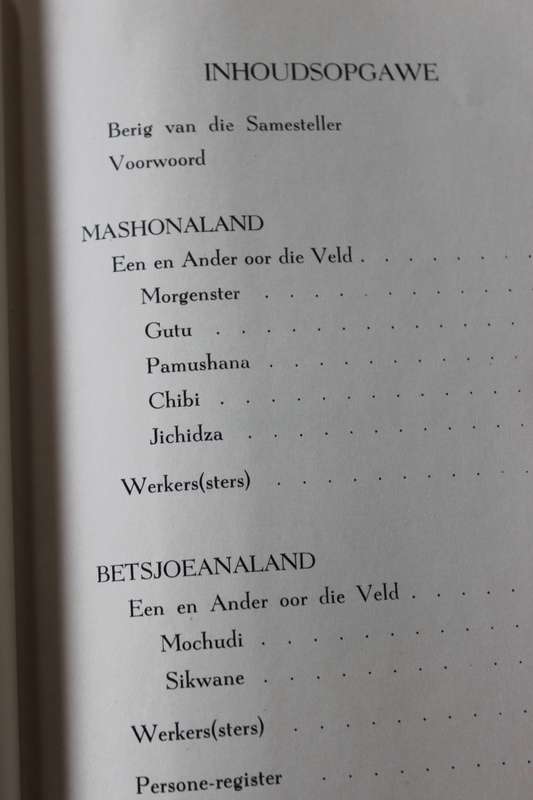 INHOUDSOPGAWE
Berig van die Samesteller
Voorwoord
MASHONALAND
Een en Ander oor die Veld . . . . . . .
Morgenster . . . . . . . . . . .
Gutu . . . . . . . . . . . . .
Pamushana . . . . . . . . . . .
Chibi . . . . . . . . . . . . .
Jichidza . . . . . . . . . . . .
Werkers(sters) . . . . . . . . . .
BETSJOEANALAND
Een en Ander oor die Veld . . . . .
Mochudi . . . . . . . . . . .
Sikwane . . . . . . . . . . .
Werkers(sters) . . . . . . . . . .
Persone-register . . . . . . . . .